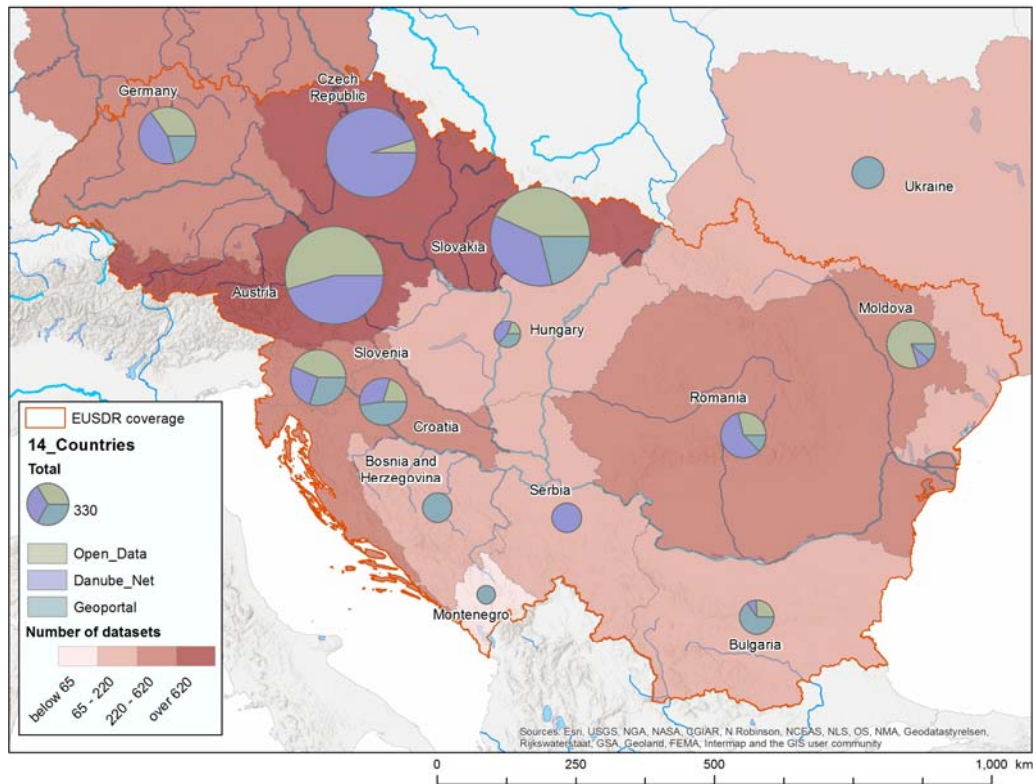 Czech
Republic
Germany
Ukraine
Slovakia
Austria
Moldova
Hungary
Slovenia
Romania
Croatia
Bosnia and
Herzegovina
Serbia
Montenegro
Bulgaria
EUSDR coverage
14_Countries
Total
330
Open_Data
Danube_Net
Geoportal
Number of datasets
below 65
65 - 220
220 - 620
over 620
Sources: Esri, USGS, NGA, NASA, CGIAR, N Robinson, NCEAS, NLS, OS, NMA, Geodatastyrelsen,
Rijkswaterstaat, GSA, Geoland, FEMA, Intermap and the GIS user community
0 250 500 1,000 km